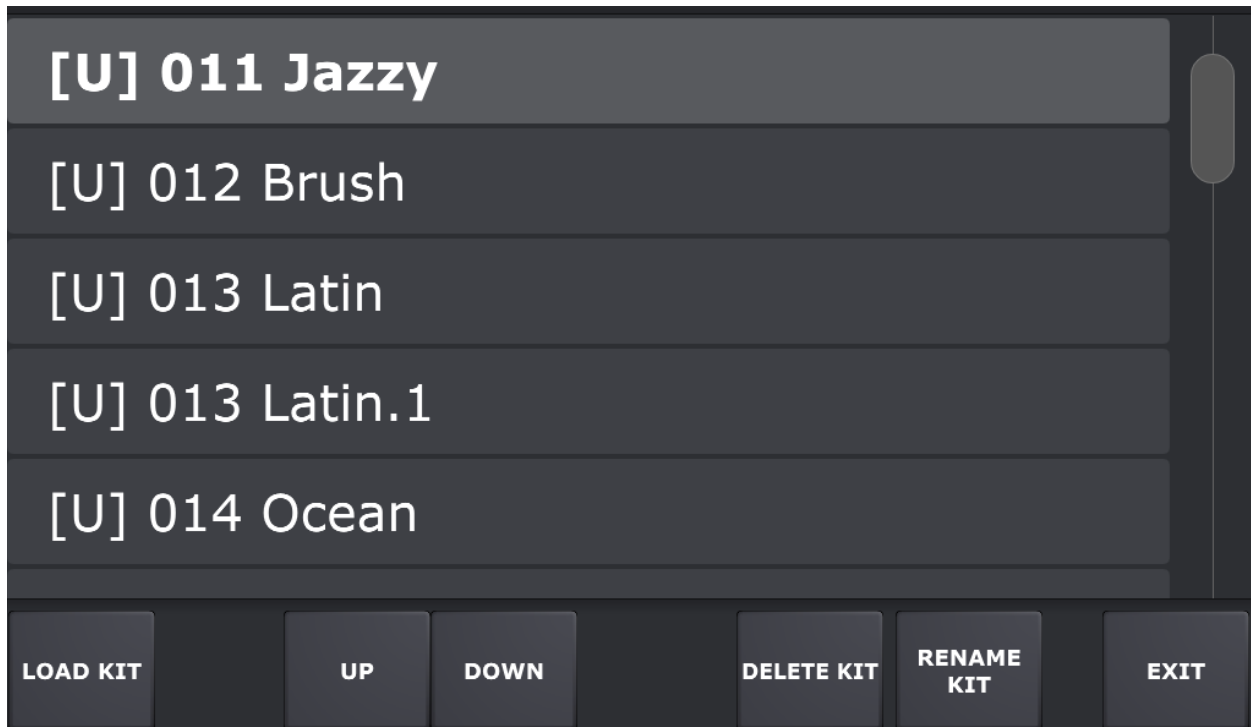 [U] 011 Jazzy
[U] 012 Brush
[U] 013 Latin
[U] 013 Latin.1
[U] 014 Ocean
LOAD KIT
UP
DOWN
DELETE KIT
RENAME
KIT
EXIT